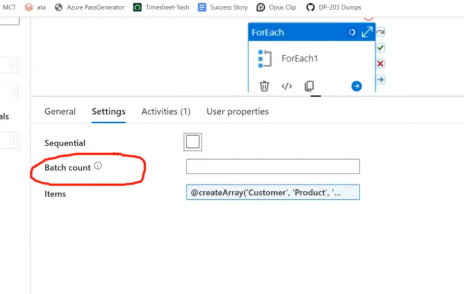 MCT ata Azure PassGenerator Timesheet-Yash Success Story Opus Clip DP-203 Dumps
ForEach
ForEach1
</>
als
General Settings Activities (1) User properties
Sequential
Batch count
Items @createArray('Customer', 'Product', '...